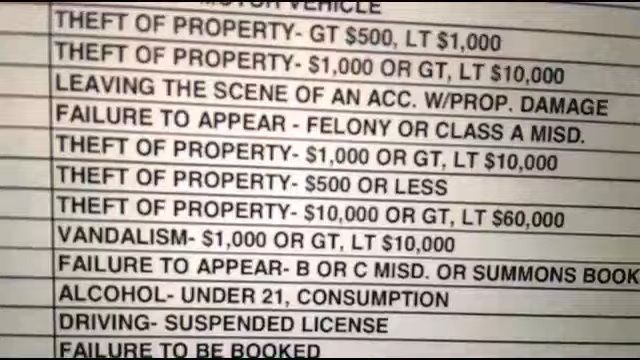 MOTOR VEHICLE
THEFT OF PROPERTY- GT $500, LT $1,000
THEFT OF PROPERTY- $1,000 OR GT, LT $10,000
LEAVING THE SCENE OF AN ACC. W/PROP. DAMAGE
FAILURE TO APPEAR - FELONY OR CLASS A MISD.
THEFT OF PROPERTY- $1,000 OR GT, LT $10,000
THEFT OF PROPERTY- $500 OR LESS
THEFT OF PROPERTY- $10,000 OR GT, LT $60,000
VANDALISM- $1,000 OR GT, LT $10,000
FAILURE TO APPEAR- B OR C MISD. OR SUMMONS BOOK
ALCOHOL- UNDER 21, CONSUMPTION
DRIVING- SUSPENDED LICENSE
FAILURE TO BE BOOKED